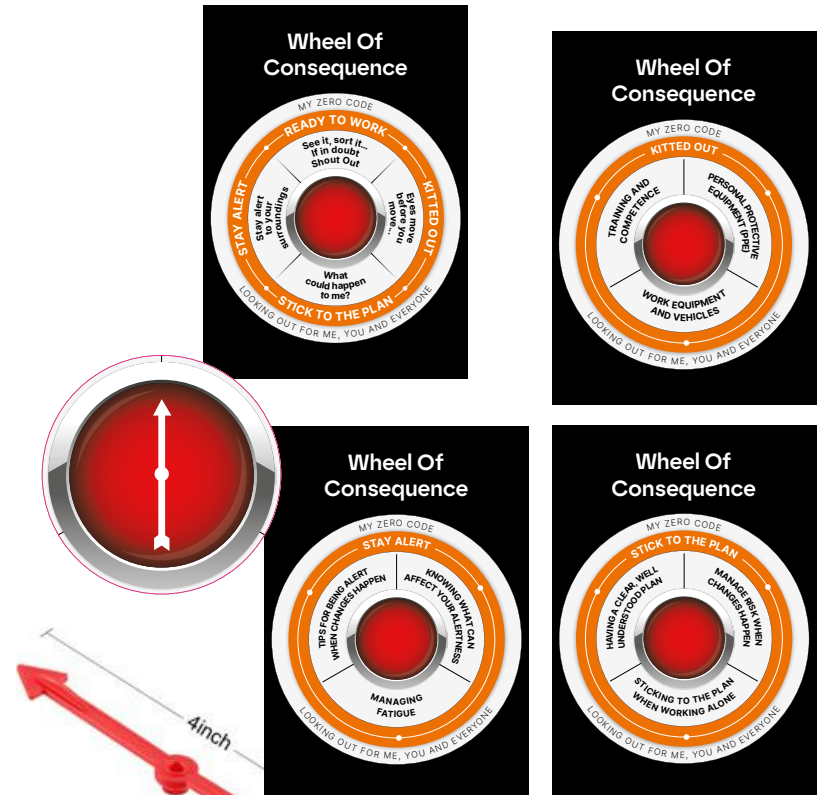 Wheel Of
Consequence
MY ZERO CODE
READY TO WORK
See it, sort it...
If in doubt
Shout Out
STAY ALERT
Stay alert
to your
surroundings
Eyes move
before you
move...
KITTED OUT
What
could happen
to me?
STICK TO THE PLAN
LOOKING OUT FOR ME, YOU AND EVERYONE
Wheel Of
Consequence
MY ZERO CODE
KITTED OUT
TRAINING AND
COMPETENCE
PERSONAL PROTECTIVE
EQUIPMENT (PPE)
WORK EQUIPMENT
AND VEHICLES
LOOKING OUT FOR ME, YOU AND EVERYONE
Wheel Of
Consequence
MY ZERO CODE
STAY ALERT
TIPS FOR BEING ALERT
WHEN CHANGES HAPPEN
KNOWING WHAT CAN
AFFECT YOUR ALERTNESS
MANAGING
FATIGUE
LOOKING OUT FOR ME, YOU AND EVERYONE
Wheel Of
Consequence
MY ZERO CODE
STICK TO THE PLAN
HAVING A CLEAR, WELL
UNDERSTOOD PLAN
MANAGE RISK WHEN
CHANGES HAPPEN
STICKING TO THE PLAN
WHEN WORKING ALONE
LOOKING OUT FOR ME, YOU AND EVERYONE
4inch